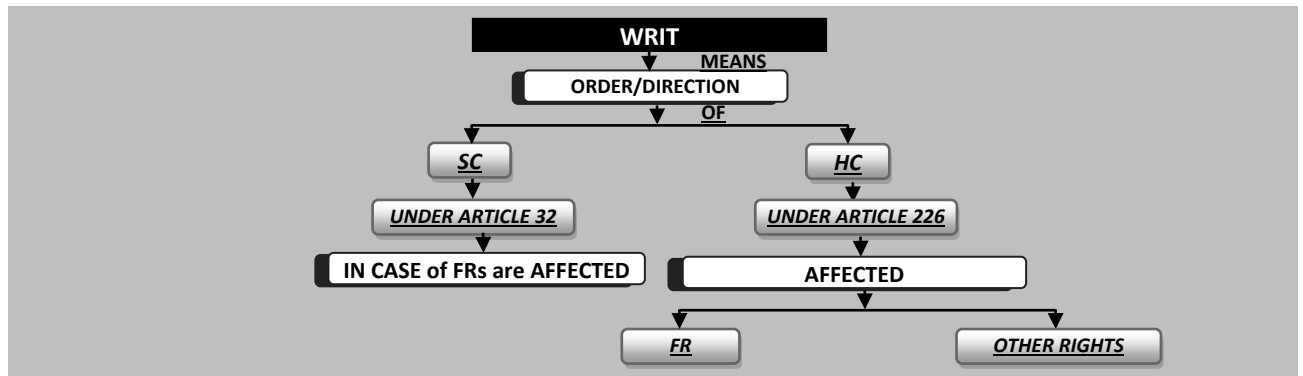 WRIT
MEANS
ORDER/DIRECTION
OF
SC
HC
UNDER ARTICLE 32
UNDER ARTICLE 226
IN CASE of FRs are AFFECTED
AFFECTED
FR
OTHER RIGHTS